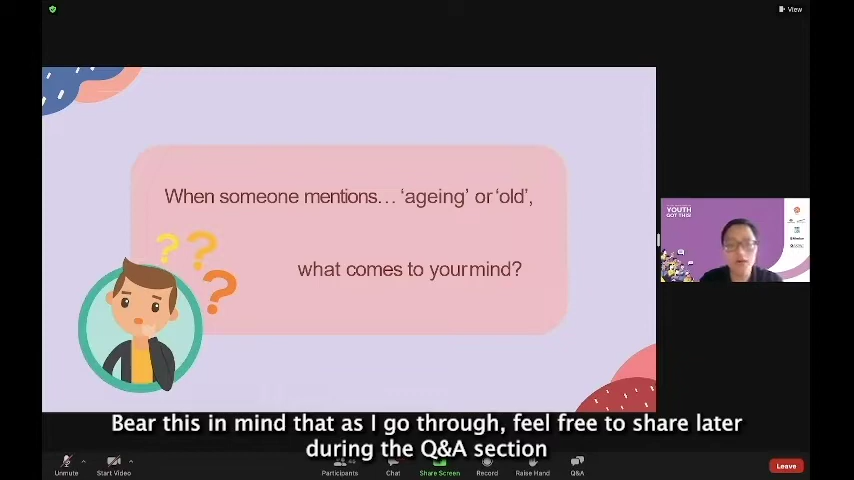 View
When someone mentions... ‘ageing’ or ‘old’,
what comes to your mind?
YOUTH
GOT THIS!
Bear this in mind that as I go through, feel free to share later
during the Q&A section
Unmute
Start Video
Participants
Chat
Share Screen
Record
Raise Hand
Q&A
Leave